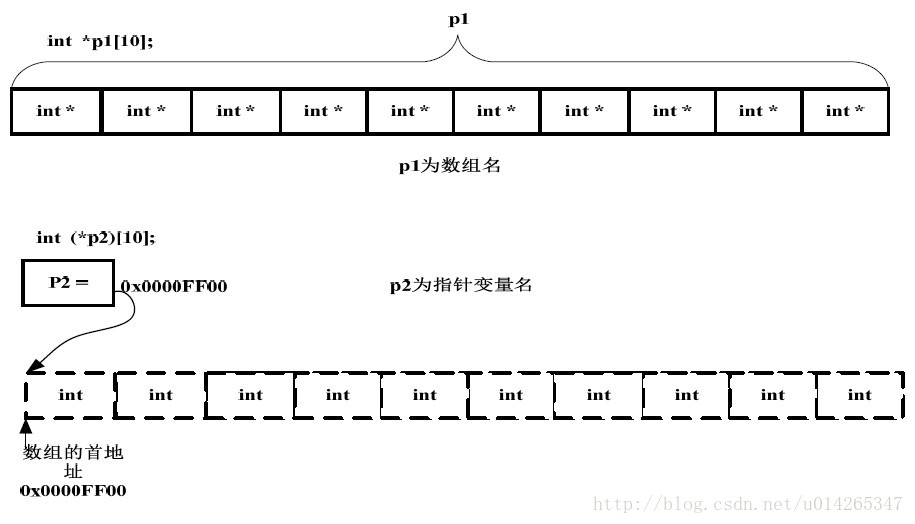 p1
int *p1[10];
int * int * int * int * int * int * int * int * int * int *
p1为数组名
int (*p2)[10];
P2 =
0x0000FF00
p2为指针变量名
int int int int int int int int int int
数组的首地
址
0x0000FF00
http://blog.csdn.net/u014265347